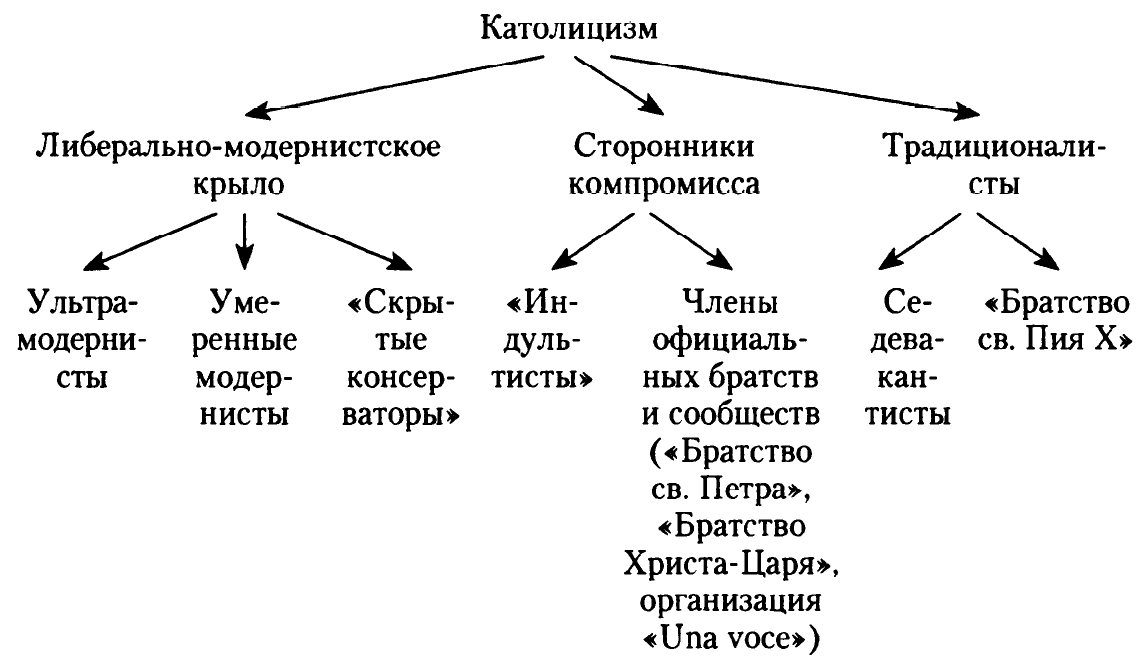 Католицизм
Либерально-модернистское
крыло
Сторонники
компромисса
Традиционали-
сты
Ультра-
модерни-
сты
Уме-
ренные
модер-
нисты
«Скры-
тые
консер-
ваторы»
«Ин-
дуль-
тисты»
Члены
официаль-
ных братств
и сообществ
(«Братство
св. Петра»,
«Братство
Христа-Царя»,
организация
«Una voce»)
Се-
дева-
кан-
тисты
«Братство
св. Пия X»